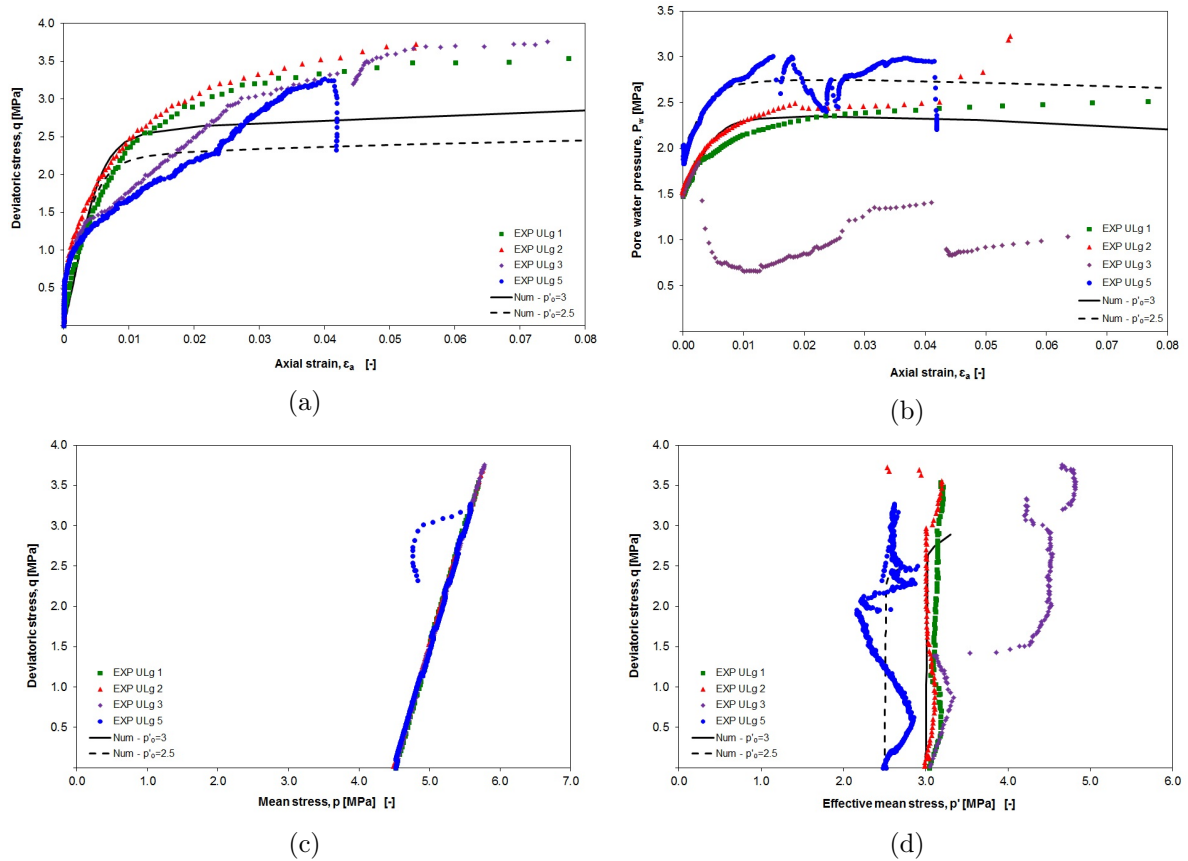 4.0
3.5
3.0
2.5
2.0
1.5
1.0
0.5
Deviatoric stress, q [MPa]
EXP ULg 1
EXP ULg 2
EXP ULg 3
EXP ULg 5
Num - p'₀=3
Num - p'₀=2.5
0 0.01 0.02 0.03 0.04 0.05 0.06 0.07 0.08
Axial strain, εₐ [-]
(a)
3.5
3.0
2.5
2.0
1.5
1.0
0.5
Pore water pressure, P_w [MPa]
EXP ULg 1
EXP ULg 2
EXP ULg 3
EXP ULg 5
Num - p'₀=3
Num - p'₀=2.5
0.00 0.01 0.02 0.03 0.04 0.05 0.06 0.07 0.08
Axial strain, εₐ [-]
(b)
4.0
3.5
3.0
2.5
2.0
1.5
1.0
0.5
Deviatoric stress, q [MPa]
EXP ULg 1
EXP ULg 2
EXP ULg 3
EXP ULg 5
Num - p'₀=3
Num - p'₀=2.5
0.0 1.0 2.0 3.0 4.0 5.0 6.0 7.0
Mean stress, p [MPa] [-]
(c)
4.0
3.5
3.0
2.5
2.0
1.5
1.0
0.5
Deviatoric stress, q [MPa]
EXP ULg 1
EXP ULg 2
EXP ULg 3
EXP ULg 5
Num - p'₀=3
Num - p'₀=2.5
0.0 1.0 2.0 3.0 4.0 5.0 6.0
Effective mean stress, p' [MPa] [-]
(d)